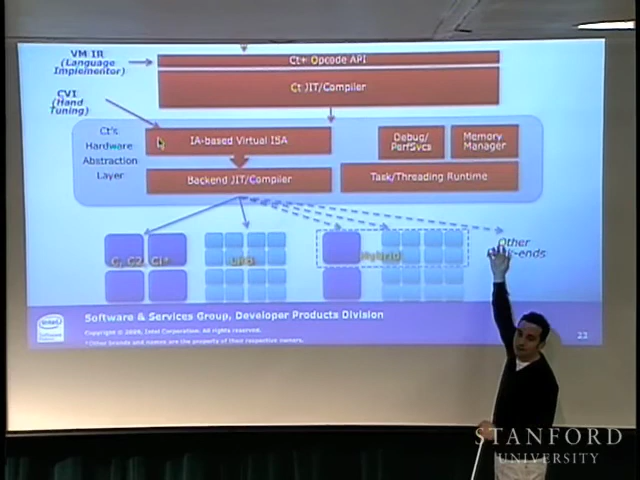 VM IR
(Language
Implementor)
Ct+ Opcode API
Ct JIT/Compiler
CVI
(Hand
Tuning)
Ct's
Hardware
Abstraction
Layer
IA-based Virtual ISA
Debug/
PerfSvcs
Memory
Manager
Backend JIT/Compiler
Task/Threading Runtime
Hybrid
Other
Software & Services Group, Developer Products Division
Copyright © 2009, Intel Corporation. All rights reserved.
*Other brands and names are the property of their respective owners.
intel
Software
22
STANFORD
UNIVERSITY